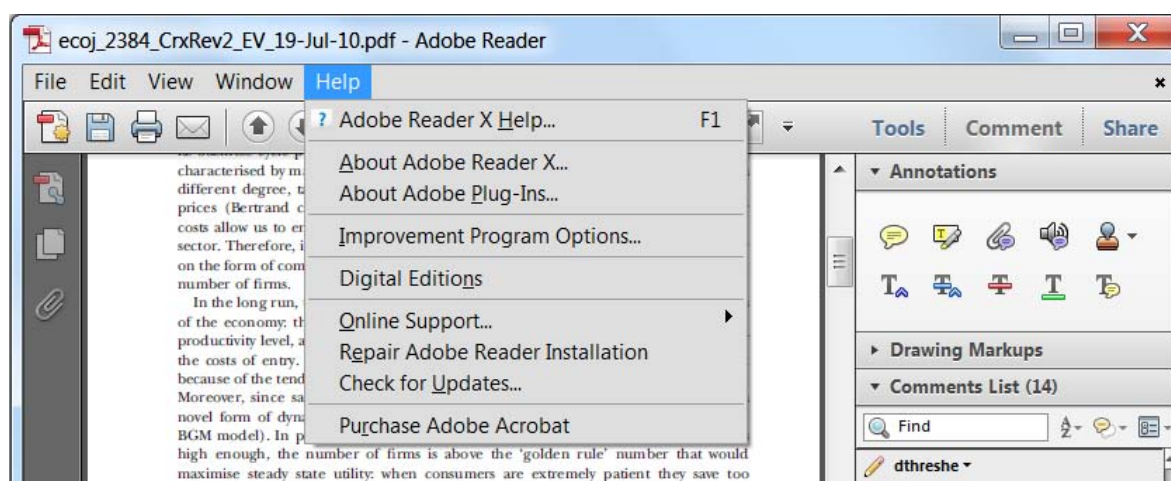 ecoj_2384_CrxRev2_EV_19-Jul-10.pdf - Adobe Reader
File Edit View Window Help
Tools Comment Share
? Adobe Reader X Help... F1
About Adobe Reader X...
About Adobe Plug-Ins...
Improvement Program Options...
Digital Editions
Online Support...
Repair Adobe Reader Installation
Check for Updates...
Purchase Adobe Acrobat
characterised by m
different degree,
prices (Bertrand c
costs allow us to en
sector. Therefore, i
on the form of com
number of firms.
In the long run,
of the economy: th
productivity level, a
the costs of entry.
because of the tend
Moreover, since sa
novel form of dyna
BGM model). In p
high enough, the number of firms is above the 'golden rule' number that would
maximise steady state utility: when consumers are extremely patient they save too
Annotations
Drawing Markups
Comments List (14)
Find
dthreshe